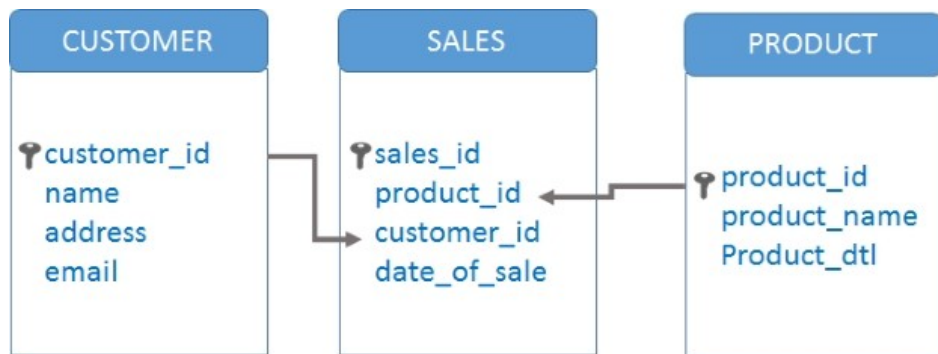 CUSTOMER
customer_id
name
address
email
SALES
sales_id
product_id
customer_id
date_of_sale
PRODUCT
product_id
product_name
Product_dtl